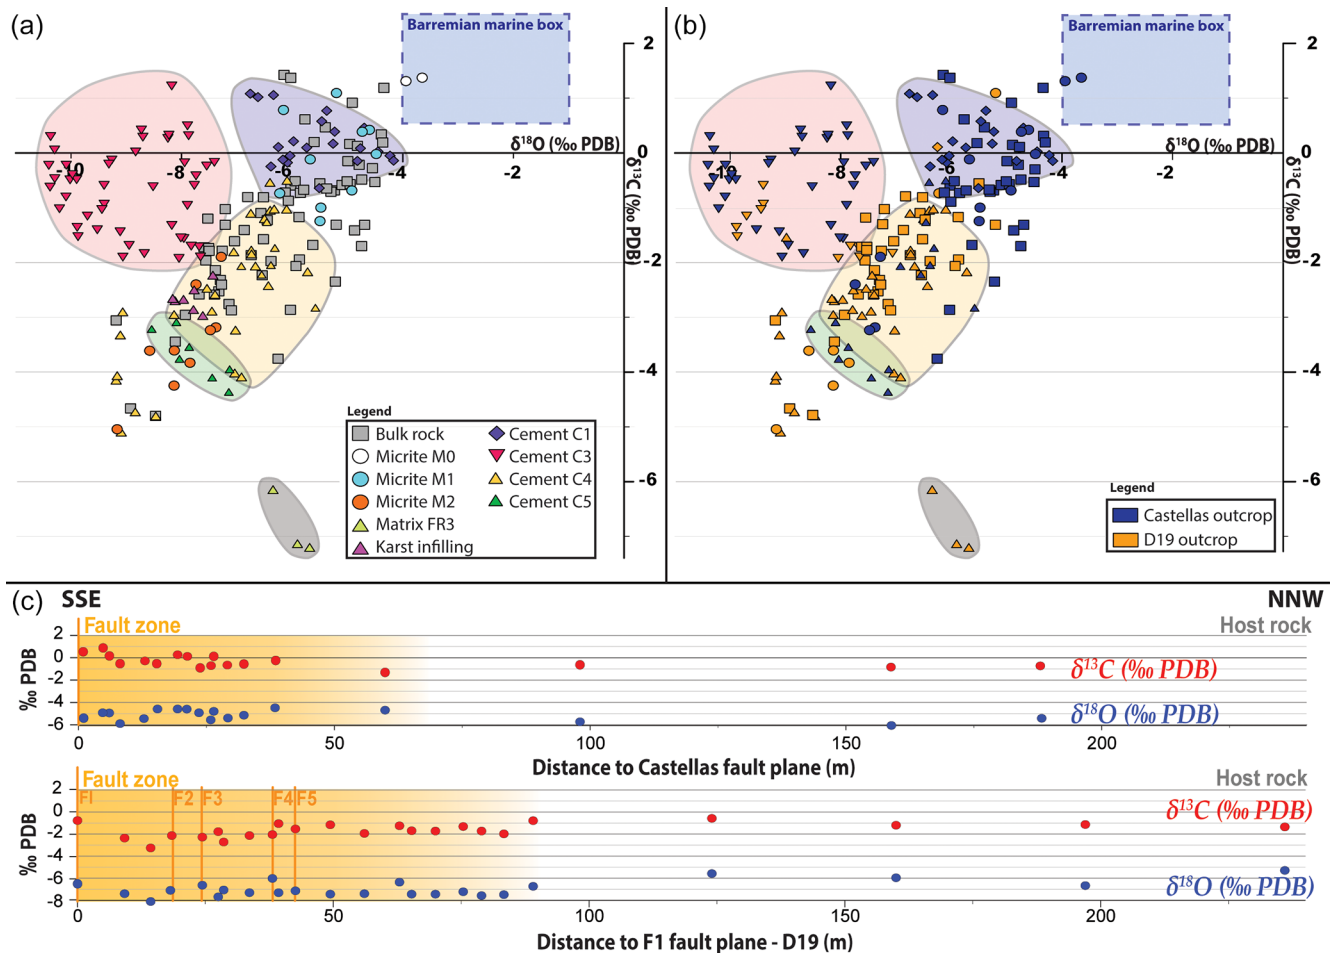 (a)
Barremian marine box
2
δ¹⁸O (‰ PDB)
0
-10
-8
-6
-4
-2
δ¹³C (‰ PDB)
-2
-4
-6
Legend
Bulk rock
Micrite M0
Micrite M1
Micrite M2
Matrix FR3
Karst infilling
Cement C1
Cement C3
Cement C4
Cement C5
(b)
Barremian marine box
2
δ¹⁸O (‰ PDB)
0
-10
-8
-6
-4
-2
δ¹³C (‰ PDB)
-2
-4
-6
Legend
Castellas outcrop
D19 outcrop
(c)
SSE
NNW
Fault zone
Host rock
‰ PDB
2
0
-2
-4
-6
δ¹³C (‰ PDB)
δ¹⁸O (‰ PDB)
0
50
100
150
200
Distance to Castellas fault plane (m)
Fault zone
Host rock
F1
F2
F3
F4
F5
‰ PDB
2
0
-2
-4
-6
-8
δ¹³C (‰ PDB)
δ¹⁸O (‰ PDB)
0
50
100
150
200
Distance to F1 fault plane - D19 (m)